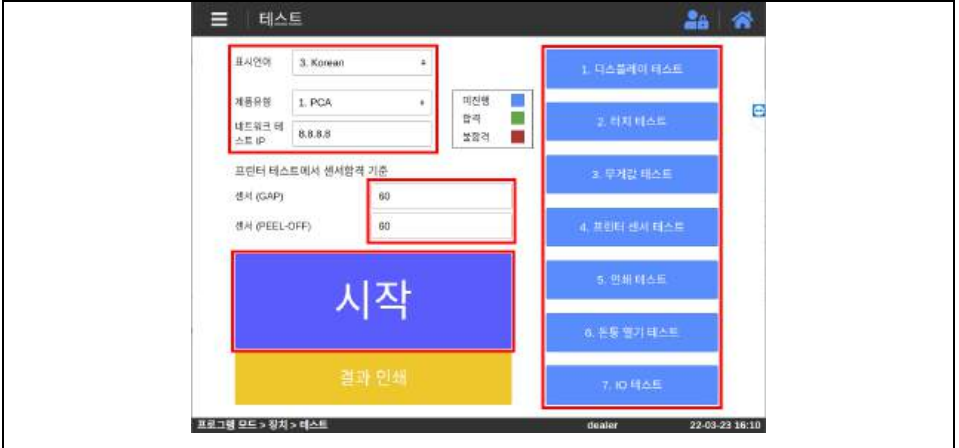 테스트
표시언어
3. Korean
제품유형
1. PCA
네트워크 테
스트 IP
8.8.8.8
미진행
합격
불합격
프린터 테스트에서 센서합격 기준
센서 (GAP)
60
센서 (PEEL-OFF)
60
시작
결과 인쇄
1. 디스플레이 테스트
2. 터치 테스트
3. 무게값 테스트
4. 프린터 센서 테스트
5. 인쇄 테스트
6. 돈통 열기 테스트
7. IO 테스트
프로그램 모드 > 장치 > 테스트
dealer
22-03-23 16:10